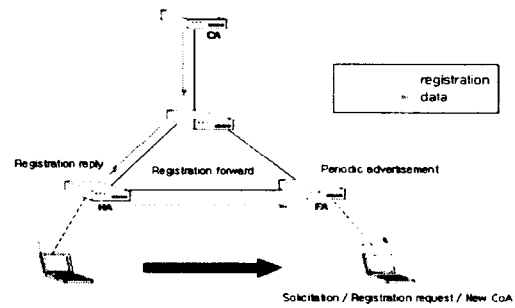 CA
registration
data
Registration reply
Registration forward
Periodic advertisement
HA
FA
Solicitation / Registration request / New CoA